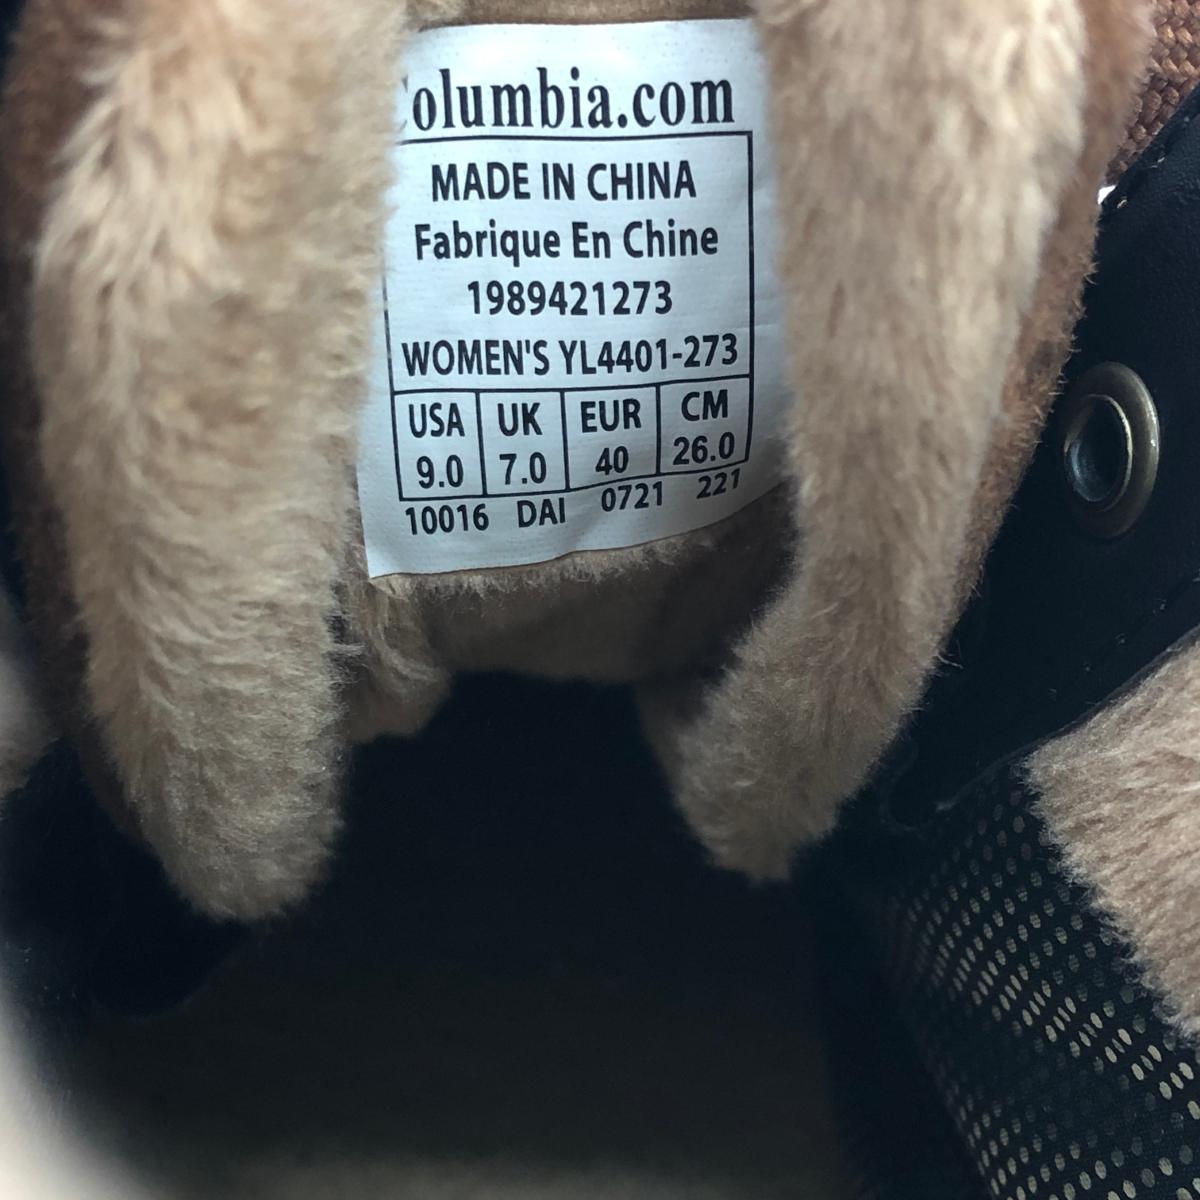 Columbia.com
MADE IN CHINA
Fabrique En Chine
1989421273
WOMEN'S YL4401-273
USA UK EUR CM
9.0 7.0 40 26.0
10016 DAI 0721 221